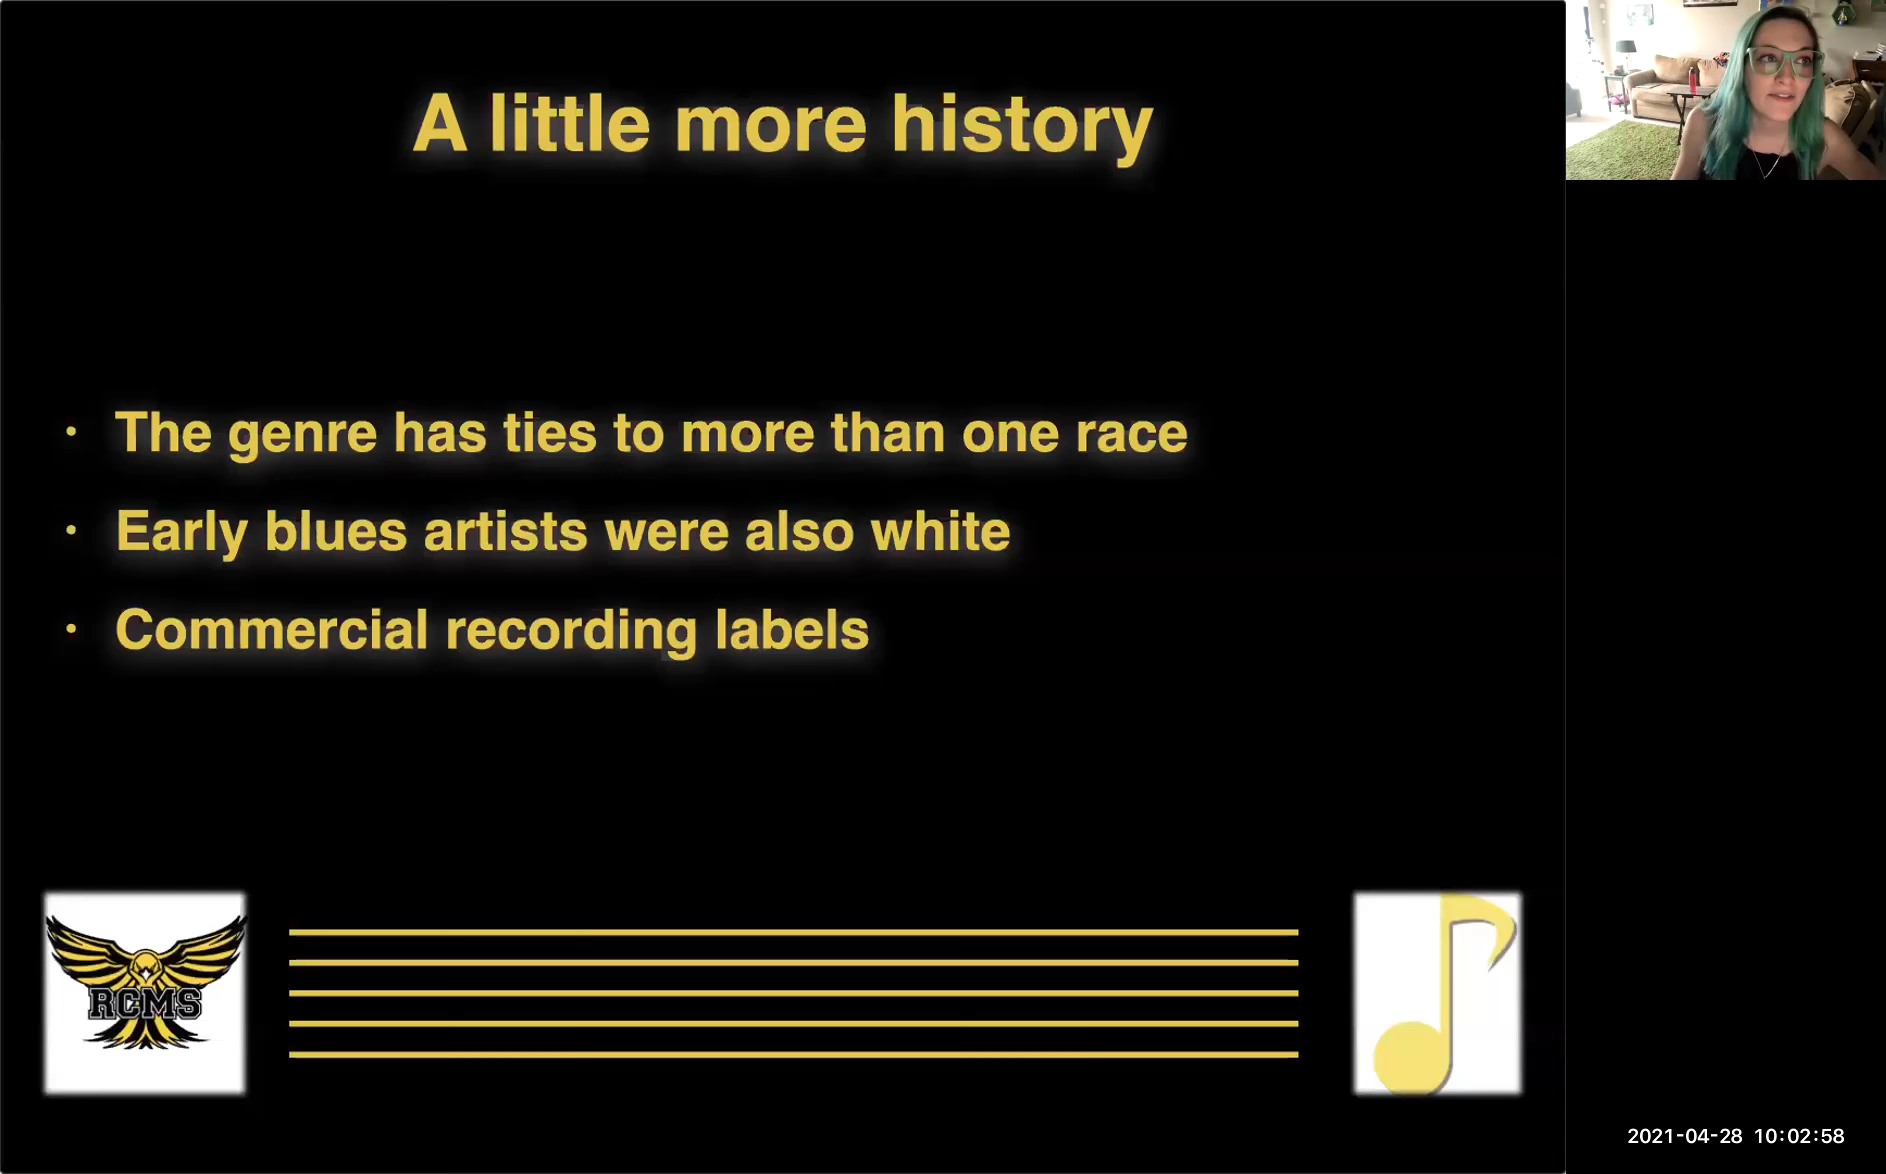 A little more history
• The genre has ties to more than one race
• Early blues artists were also white
• Commercial recording labels
RCMS
2021-04-28 10:02:58